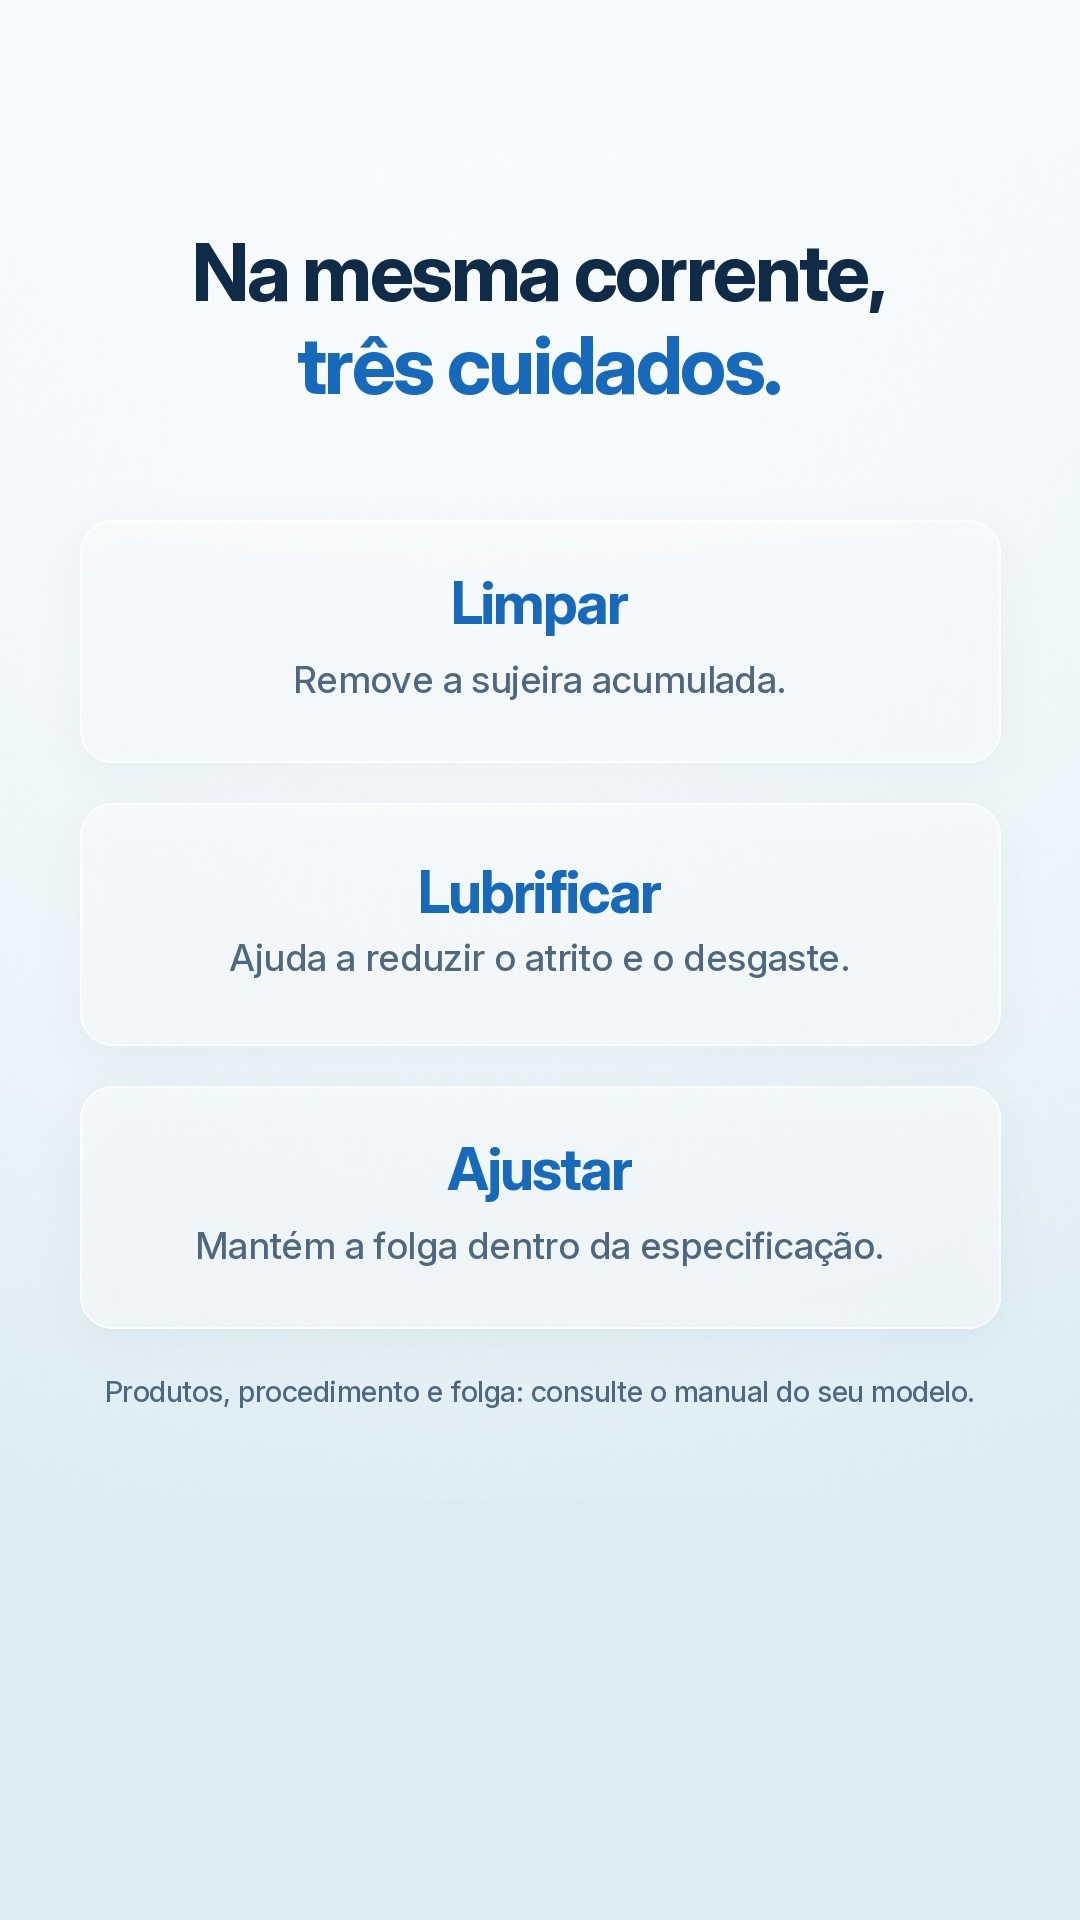 Na mesma corrente,
três cuidados.
Limpar
Remove a sujeira acumulada.
Lubrificar
Ajuda a reduzir o atrito e o desgaste.
Ajustar
Mantém a folga dentro da especificação.
Produtos, procedimento e folga: consulte o manual do seu modelo.